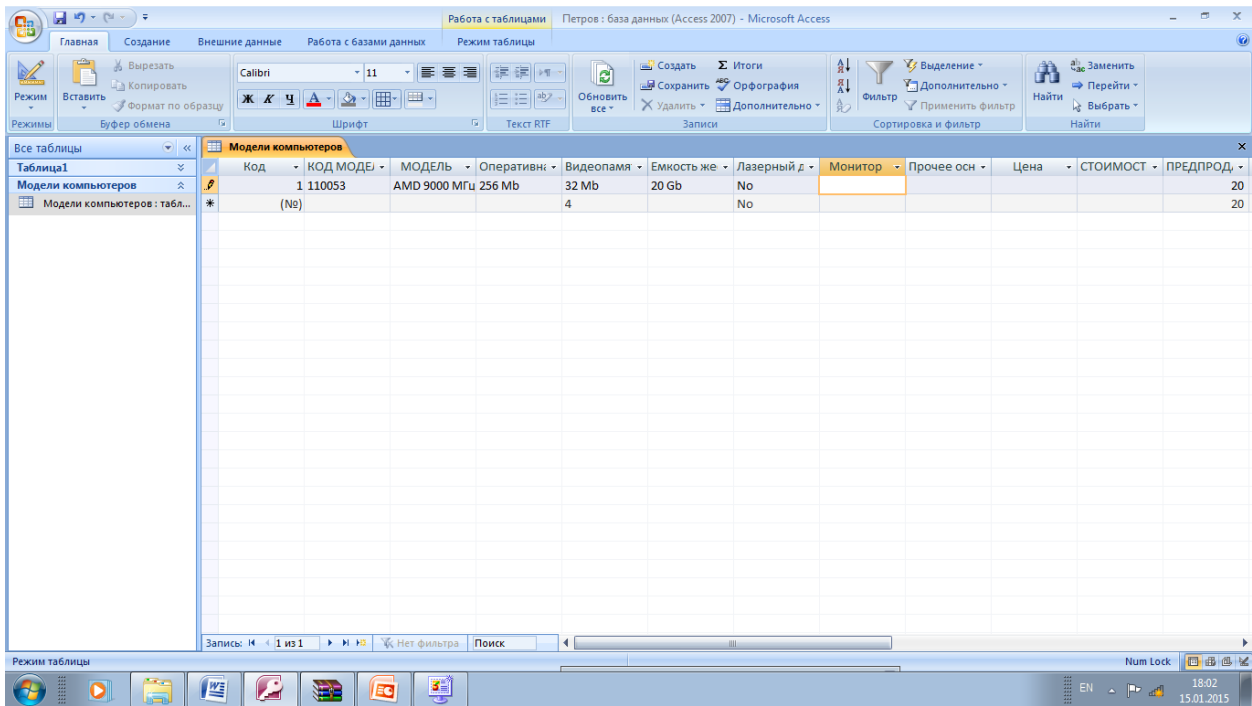 Работа с таблицами Петров : база данных (Access 2007) - Microsoft Access
Главная Создание Внешние данные Работа с базами данных Режим таблицы
Режим
Вставить
Вырезать
Копировать
Формат по образцу
Calibri 11
Ж К Ч
Обновить
все
Создать
Сохранить
Удалить
Итоги
Орфография
Дополнительно
Фильтр
Выделение
Дополнительно
Применить фильтр
Найти
Заменить
Перейти
Выбрать
Режимы Буфер обмена Шрифт Текст RTF Записи Сортировка и фильтр Найти
Все таблицы
Таблица1
Модели компьютеров
Модели компьютеров : табл...
Модели компьютеров
Код КОД МОДЕЛ МОДЕЛЬ Оперативна Видеопамят Емкость же Лазерный д Монитор Прочее осн Цена СТОИМОСТ ПРЕДПРОД
1 110053 AMD 9000 МГц 256 Mb 32 Mb 20 Gb No 20
(№) 4 No 20
Запись: 1 из 1 Нет фильтра Поиск
Режим таблицы Num Lock
EN 18:02
15.01.2015